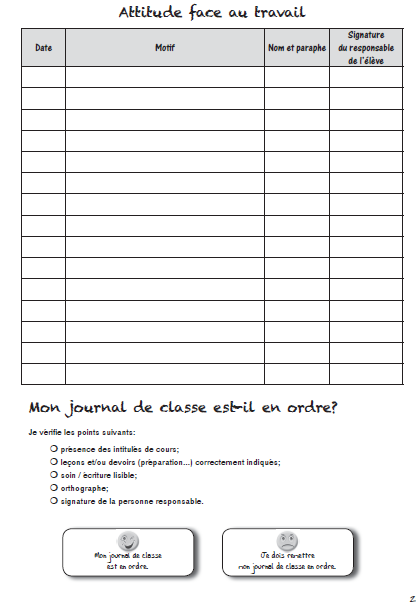 Attitude face au travail
Date
Motif
Nom et paraphe
Signature
du responsable
de l'élève
Mon journal de classe est-il en ordre?
Je vérifie les points suivants:
présence des intitulés de cours;
leçons et/ou devoirs (préparation...) correctement indiqués;
soin / écriture lisible;
orthographe;
signature de la personne responsable.
Mon journal de classe
est en ordre.
Je dois remettre
mon journal de classe en ordre.
2